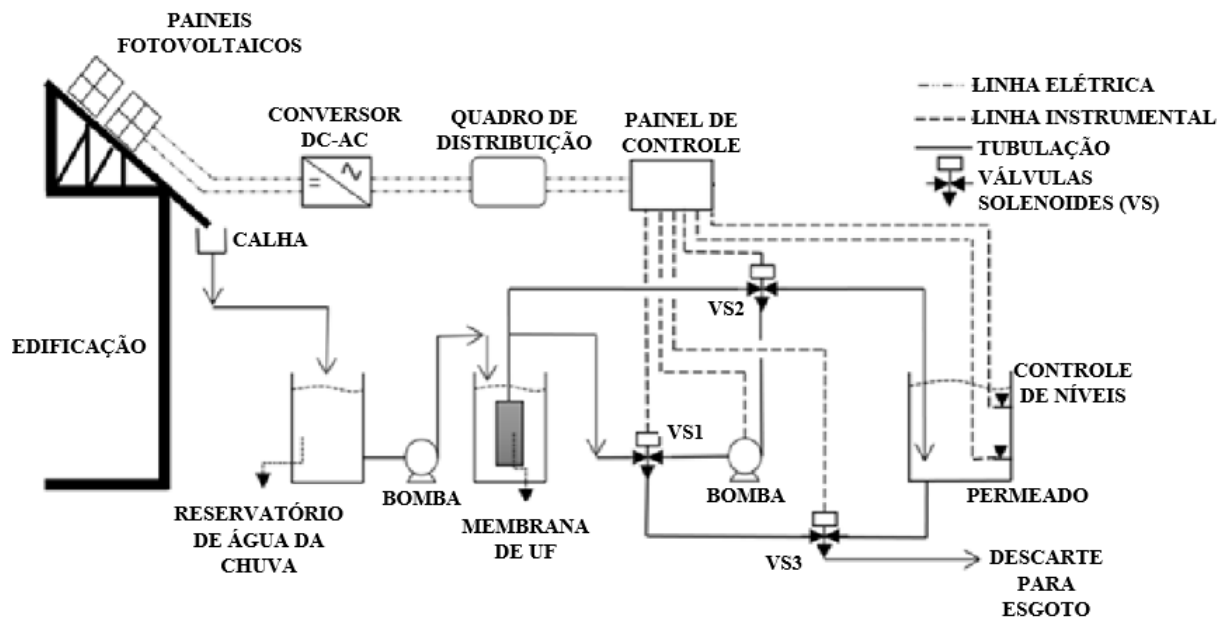 PAINEIS
FOTOVOLTAICOS
CONVERSOR
DC-AC
QUADRO DE
DISTRIBUIÇÃO
PAINEL DE
CONTROLE
LINHA ELÉTRICA
LINHA INSTRUMENTAL
TUBULAÇÃO
VÁLVULAS
SOLENOIDES (VS)
CALHA
EDIFICAÇÃO
VS2
CONTROLE
DE NÍVEIS
VS1
BOMBA
BOMBA
PERMEADO
RESERVATÓRIO
DE ÁGUA DA
CHUVA
MEMBRANA
DE UF
VS3
DESCARTE
PARA
ESGOTO